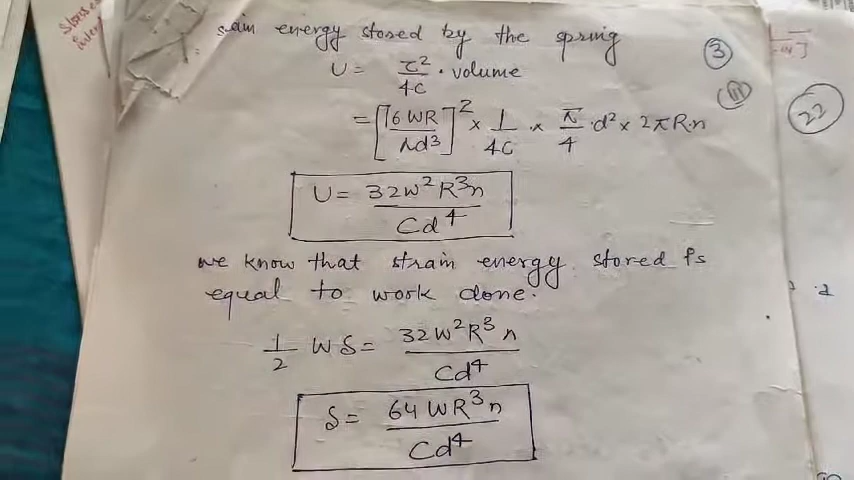 strain energy stored by the spring
U = τ²/4C · volume
= [16WR/πd³]² × 1/4C × π/4 · d² × 2πR·n
U = 32W²R³n/Cd⁴
we know that strain energy stored is
equal to work done.
1/2 Wδ = 32W²R³n/Cd⁴
δ = 64WR³n/Cd⁴
3
22